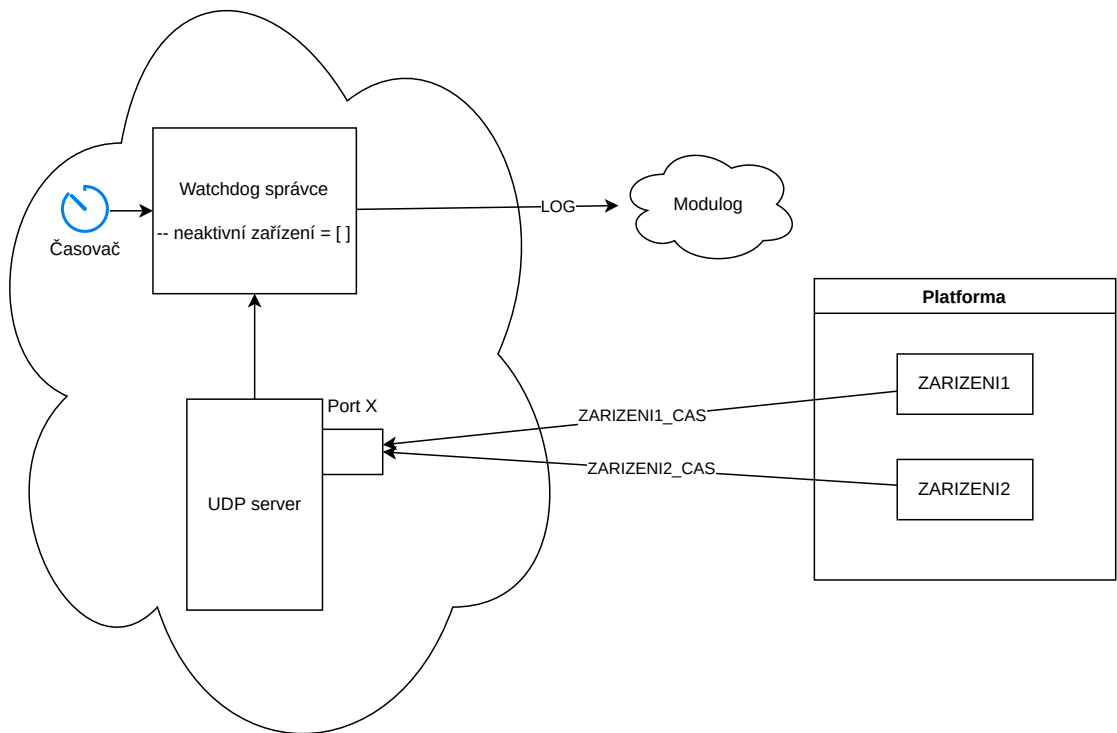 Watchdog správce
-- neaktivní zařízení = [ ]
Časovač
LOG
Modulog
Platforma
ZARIZENI1
ZARIZENI2
Port X
ZARIZENI1_CAS
ZARIZENI2_CAS
UDP server